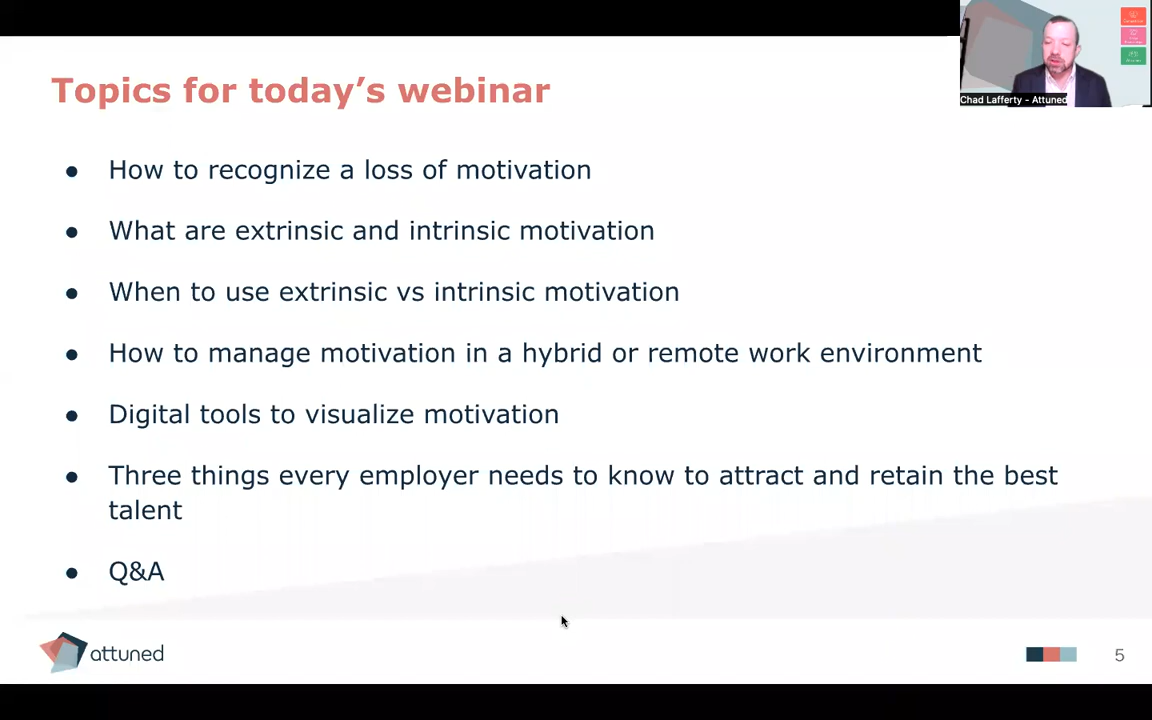 Topics for today's webinar
Chad Lafferty - Attuned
● How to recognize a loss of motivation
● What are extrinsic and intrinsic motivation
● When to use extrinsic vs intrinsic motivation
● How to manage motivation in a hybrid or remote work environment
● Digital tools to visualize motivation
● Three things every employer needs to know to attract and retain the best
talent
● Q&A
attuned
5